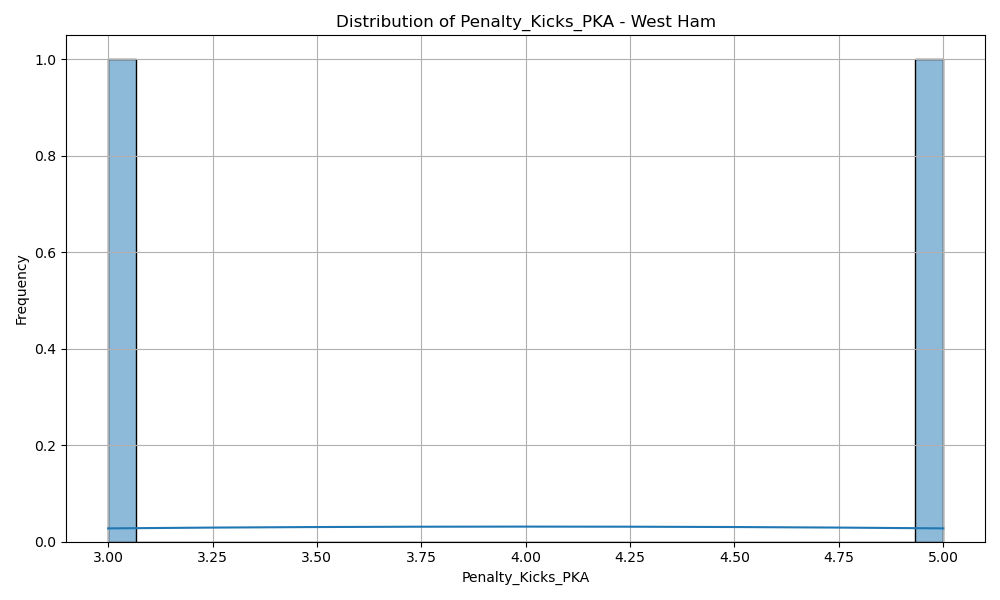 Distribution of Penalty_Kicks_PKA - West Ham
1.0
0.8
0.6
0.4
0.2
0.0
Frequency
3.00 3.25 3.50 3.75 4.00 4.25 4.50 4.75 5.00
Penalty_Kicks_PKA